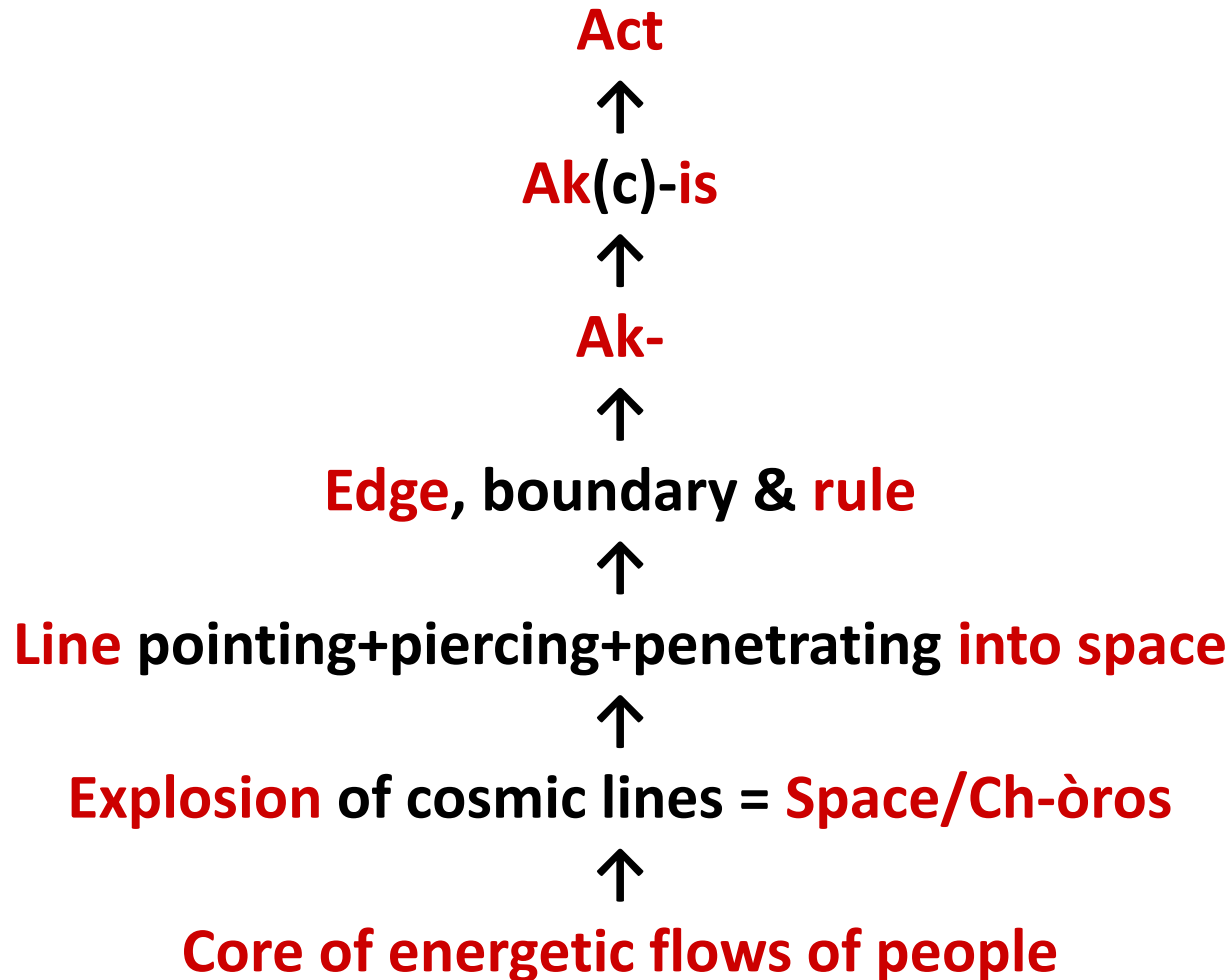 Act
↑
Ak(c)-is
↑
Ak-
↑
Edge, boundary & rule
↑
Line pointing+piercing+penetrating into space
↑
Explosion of cosmic lines = Space/Ch-òros
↑
Core of energetic flows of people